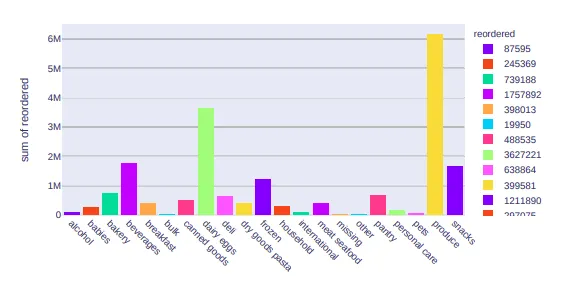 reordered
87595
245369
739188
1757892
398013
19950
488535
3627221
638864
399581
1211890
297075
sum of reordered
6M
5M
4M
3M
2M
1M
0
alcohol
babies
bakery
beverages
breakfast
bulk
canned goods
dairy eggs
deli
dry goods pasta
frozen
household
international
meat seafood
missing
other
pantry
personal care
pets
produce
snacks